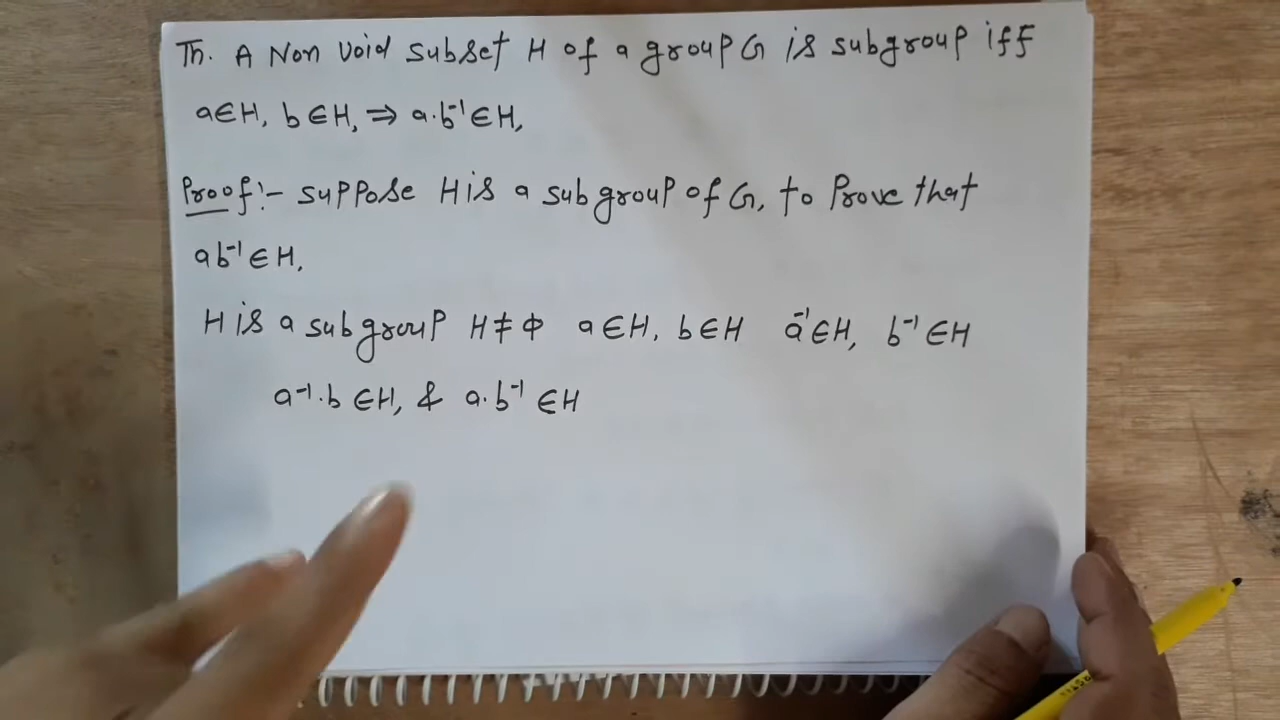 Th. A Non void subset H of a group G is subgroup iff
a∈H, b∈H, ⇒ a·b⁻¹∈H,
Proof:- suppose H is a subgroup of G, to prove that
ab⁻¹∈H,
H is a subgroup H≠ϕ a∈H, b∈H a⁻¹∈H, b⁻¹∈H
a⁻¹·b∈H, & a·b⁻¹∈H